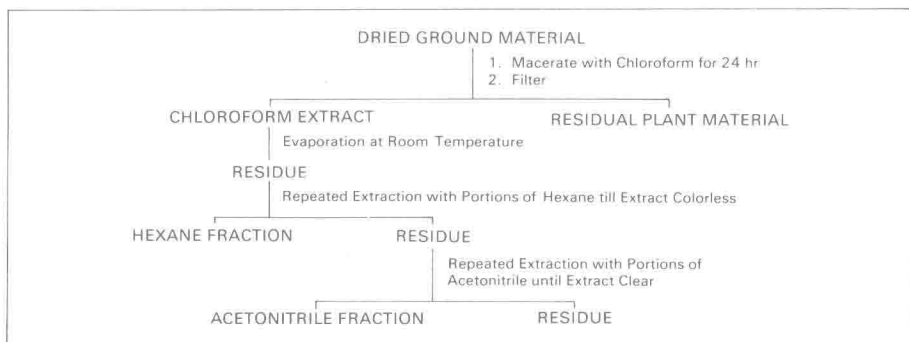 DRIED GROUND MATERIAL
1. Macerate with Chloroform for 24 hr
2. Filter
CHLOROFORM EXTRACT
RESIDUAL PLANT MATERIAL
Evaporation at Room Temperature
RESIDUE
Repeated Extraction with Portions of Hexane till Extract Colorless
HEXANE FRACTION
RESIDUE
Repeated Extraction with Portions of
Acetonitrile until Extract Clear
ACETONITRILE FRACTION
RESIDUE